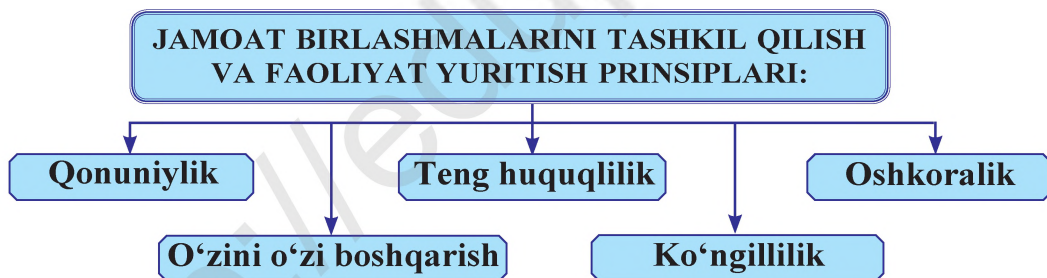 JAMOAT BIRLASHMALARINI TASHKIL QILISH
VA FAOLIYAT YURITISH PRINSIPLARI:
Qonuniylik
Teng huquqlilik
Oshkoralik
O‘zini o‘zi boshqarish
Ko‘ngillilik